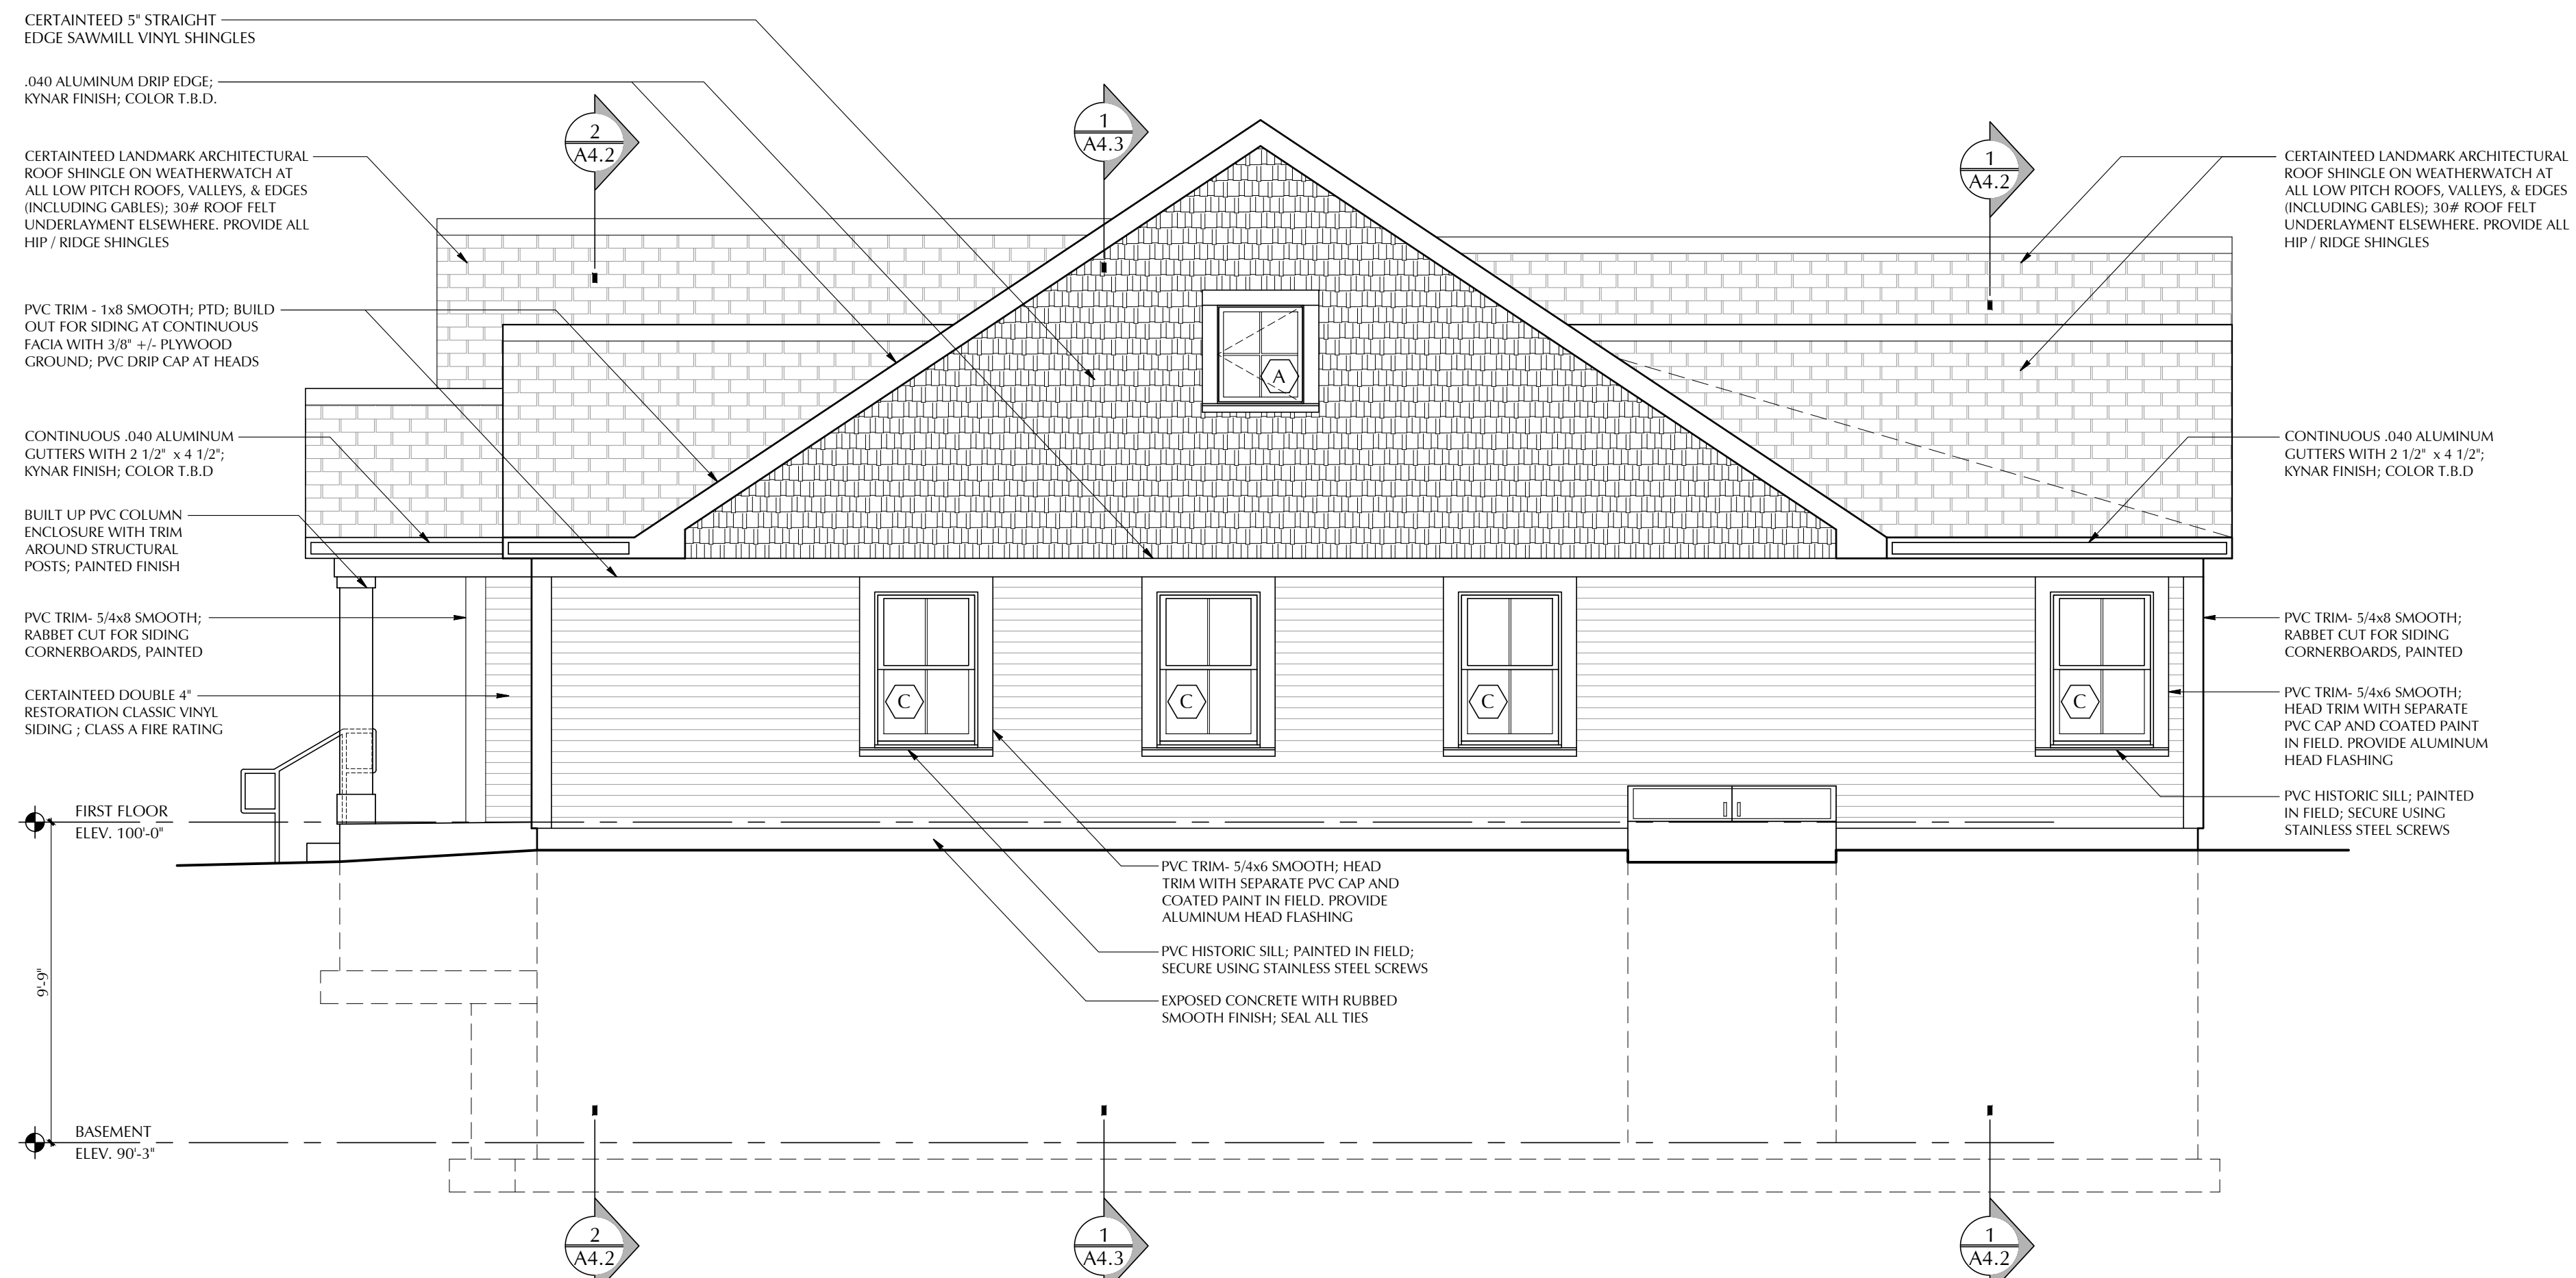 CERTAINTEED 5" STRAIGHT
EDGE SAWMILL VINYL SHINGLES
.040 ALUMINUM DRIP EDGE;
KYNAR FINISH; COLOR T.B.D.
CERTAINTEED LANDMARK ARCHITECTURAL
ROOF SHINGLE ON WEATHERWATCH AT
ALL LOW PITCH ROOFS, VALLEYS, & EDGES
(INCLUDING GABLES); 30# ROOF FELT
UNDERLAYMENT ELSEWHERE. PROVIDE ALL
HIP / RIDGE SHINGLES
PVC TRIM - 1x8 SMOOTH; PTD; BUILD
OUT FOR SIDING AT CONTINUOUS
FACIA WITH 3/8" +/- PLYWOOD
GROUND; PVC DRIP CAP AT HEADS
CONTINUOUS .040 ALUMINUM
GUTTERS WITH 2 1/2" x 4 1/2";
KYNAR FINISH; COLOR T.B.D
BUILT UP PVC COLUMN
ENCLOSURE WITH TRIM
AROUND STRUCTURAL
POSTS; PAINTED FINISH
PVC TRIM- 5/4x8 SMOOTH;
RABBET CUT FOR SIDING
CORNERBOARDS, PAINTED
CERTAINTEED DOUBLE 4"
RESTORATION CLASSIC VINYL
SIDING ; CLASS A FIRE RATING
FIRST FLOOR
ELEV. 100'-0"
9'-9"
BASEMENT
ELEV. 90'-3"
2
A4.2
1
A4.3
1
A4.2
A
C
C
C
C
PVC TRIM- 5/4x6 SMOOTH; HEAD
TRIM WITH SEPARATE PVC CAP AND
COATED PAINT IN FIELD. PROVIDE
ALUMINUM HEAD FLASHING
PVC HISTORIC SILL; PAINTED IN FIELD;
SECURE USING STAINLESS STEEL SCREWS
EXPOSED CONCRETE WITH RUBBED
SMOOTH FINISH; SEAL ALL TIES
CERTAINTEED LANDMARK ARCHITECTURAL
ROOF SHINGLE ON WEATHERWATCH AT
ALL LOW PITCH ROOFS, VALLEYS, & EDGES
(INCLUDING GABLES); 30# ROOF FELT
UNDERLAYMENT ELSEWHERE. PROVIDE ALL
HIP / RIDGE SHINGLES
CONTINUOUS .040 ALUMINUM
GUTTERS WITH 2 1/2" x 4 1/2";
KYNAR FINISH; COLOR T.B.D
PVC TRIM- 5/4x8 SMOOTH;
RABBET CUT FOR SIDING
CORNERBOARDS, PAINTED
PVC TRIM- 5/4x6 SMOOTH;
HEAD TRIM WITH SEPARATE
PVC CAP AND COATED PAINT
IN FIELD. PROVIDE ALUMINUM
HEAD FLASHING
PVC HISTORIC SILL; PAINTED
IN FIELD; SECURE USING
STAINLESS STEEL SCREWS
2
A4.2
1
A4.3
1
A4.2